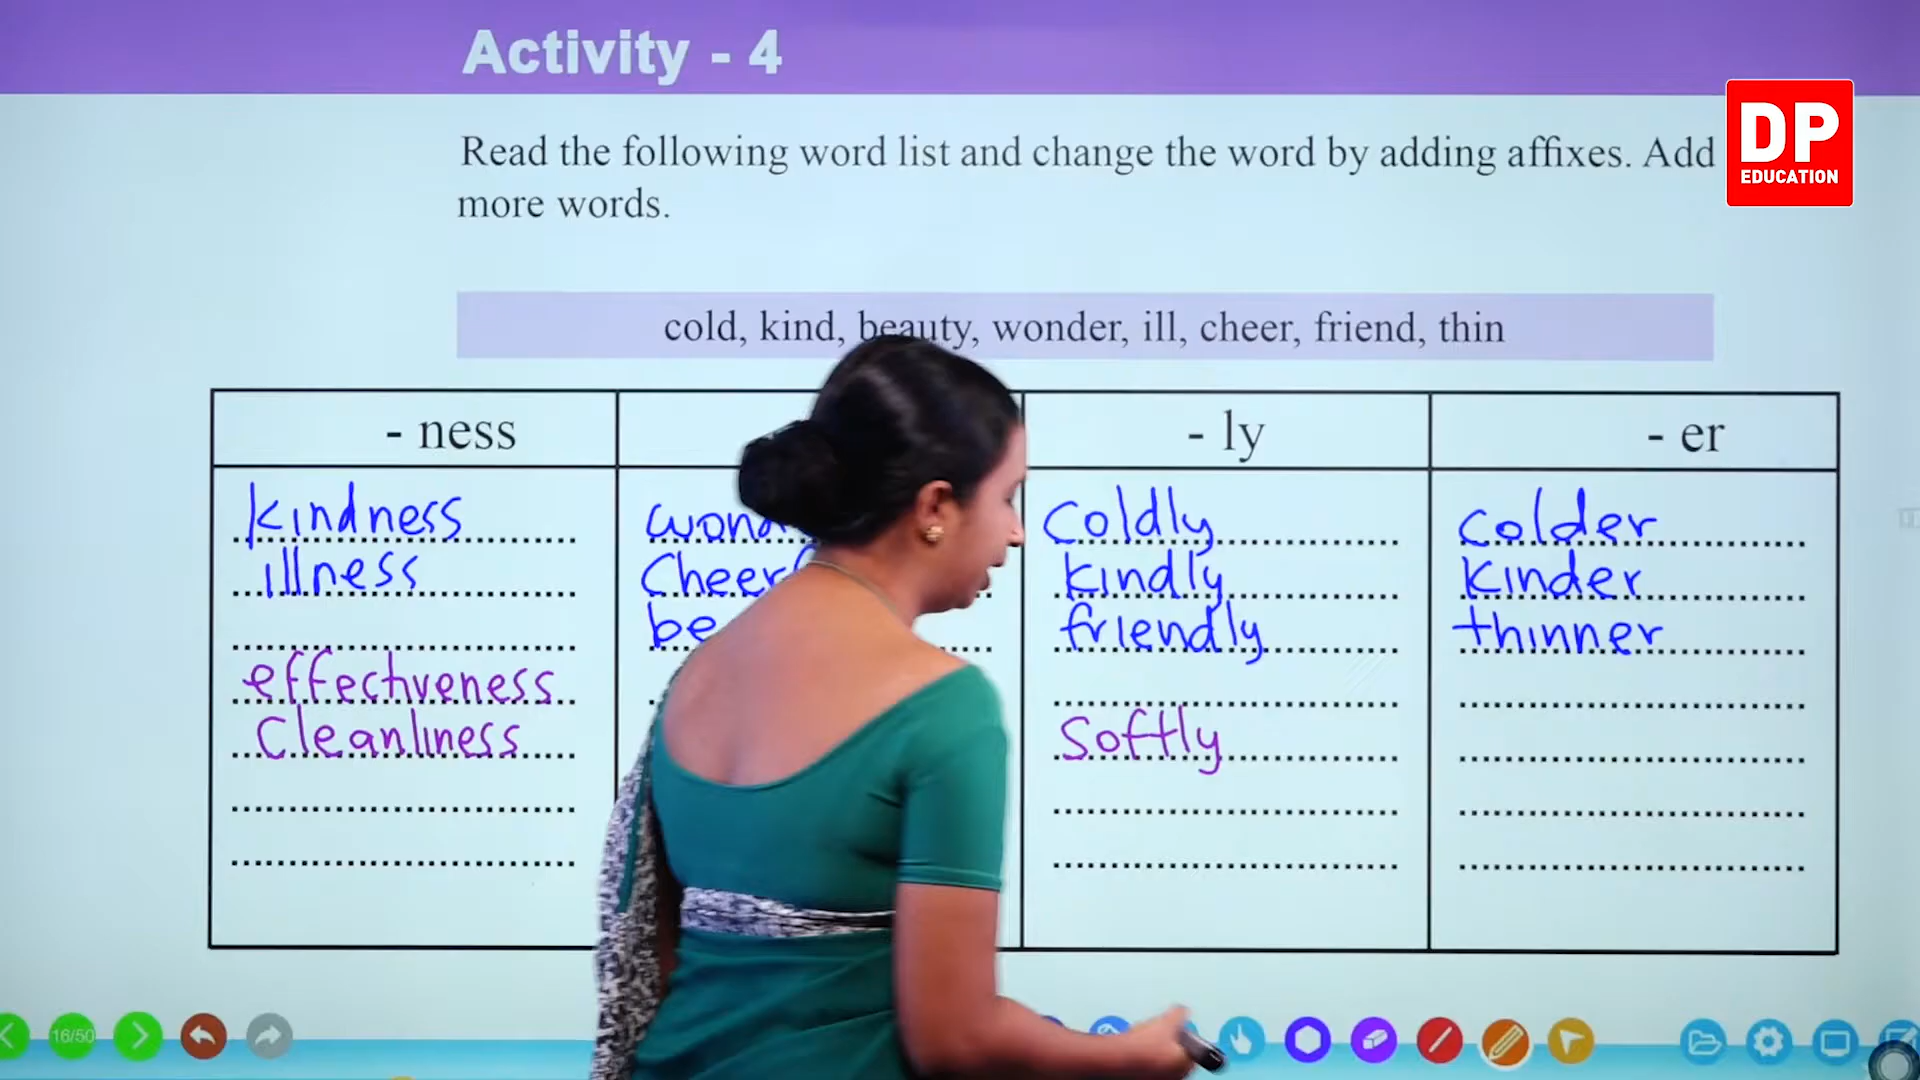 Activity - 4
DP
EDUCATION
Read the following word list and change the word by adding affixes. Add
more words.
cold, kind, beauty, wonder, ill, cheer, friend, thin
- ness
- ly
- er
kindness
coldly
colder
illness
kindly
kinder
friendly
thinner
effectiveness
Cleanliness
Softly
16/50